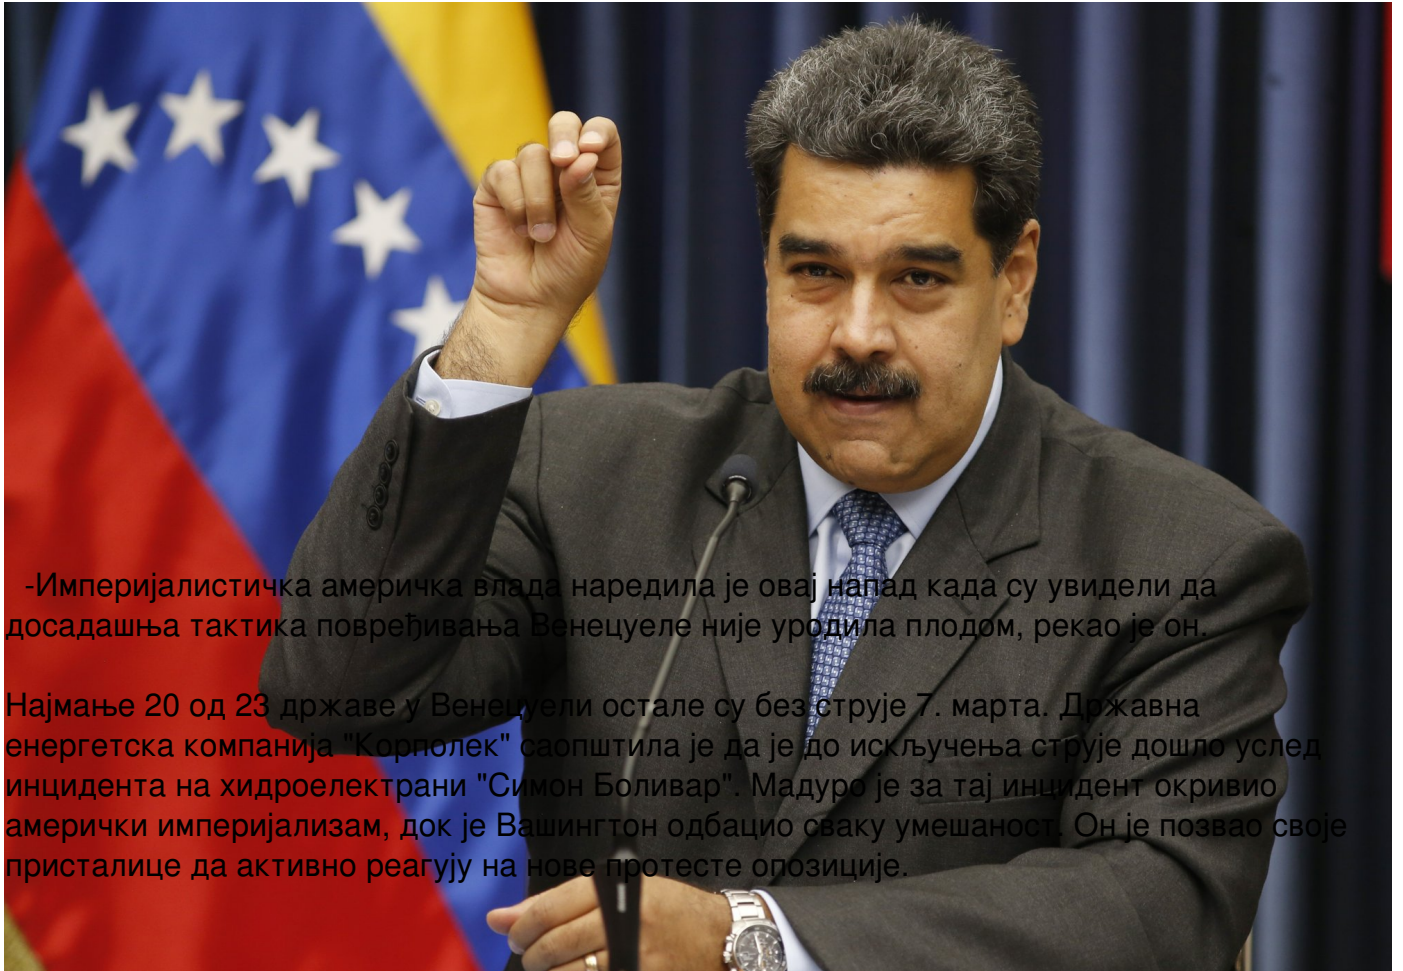 -Империјалистичка америчка влада наредила је овај напад када су увидели да
досадашња тактика повређивања Венецуеле није уродила плодом, рекао је он.
Најмање 20 од 23 државе у Венецуели остале су без струје 7. марта. Државна
енергетска компанија "Корполек" саопштила је да је до искључења струје дошло услед
инцидента на хидроелектрани "Симон Боливар". Мадуро је за тај инцидент окривио
амерички империјализам, док је Вашингтон одбацио сваку умешаност. Он је позвао своје
присталице да активно реагују на нове протесте опозиције.